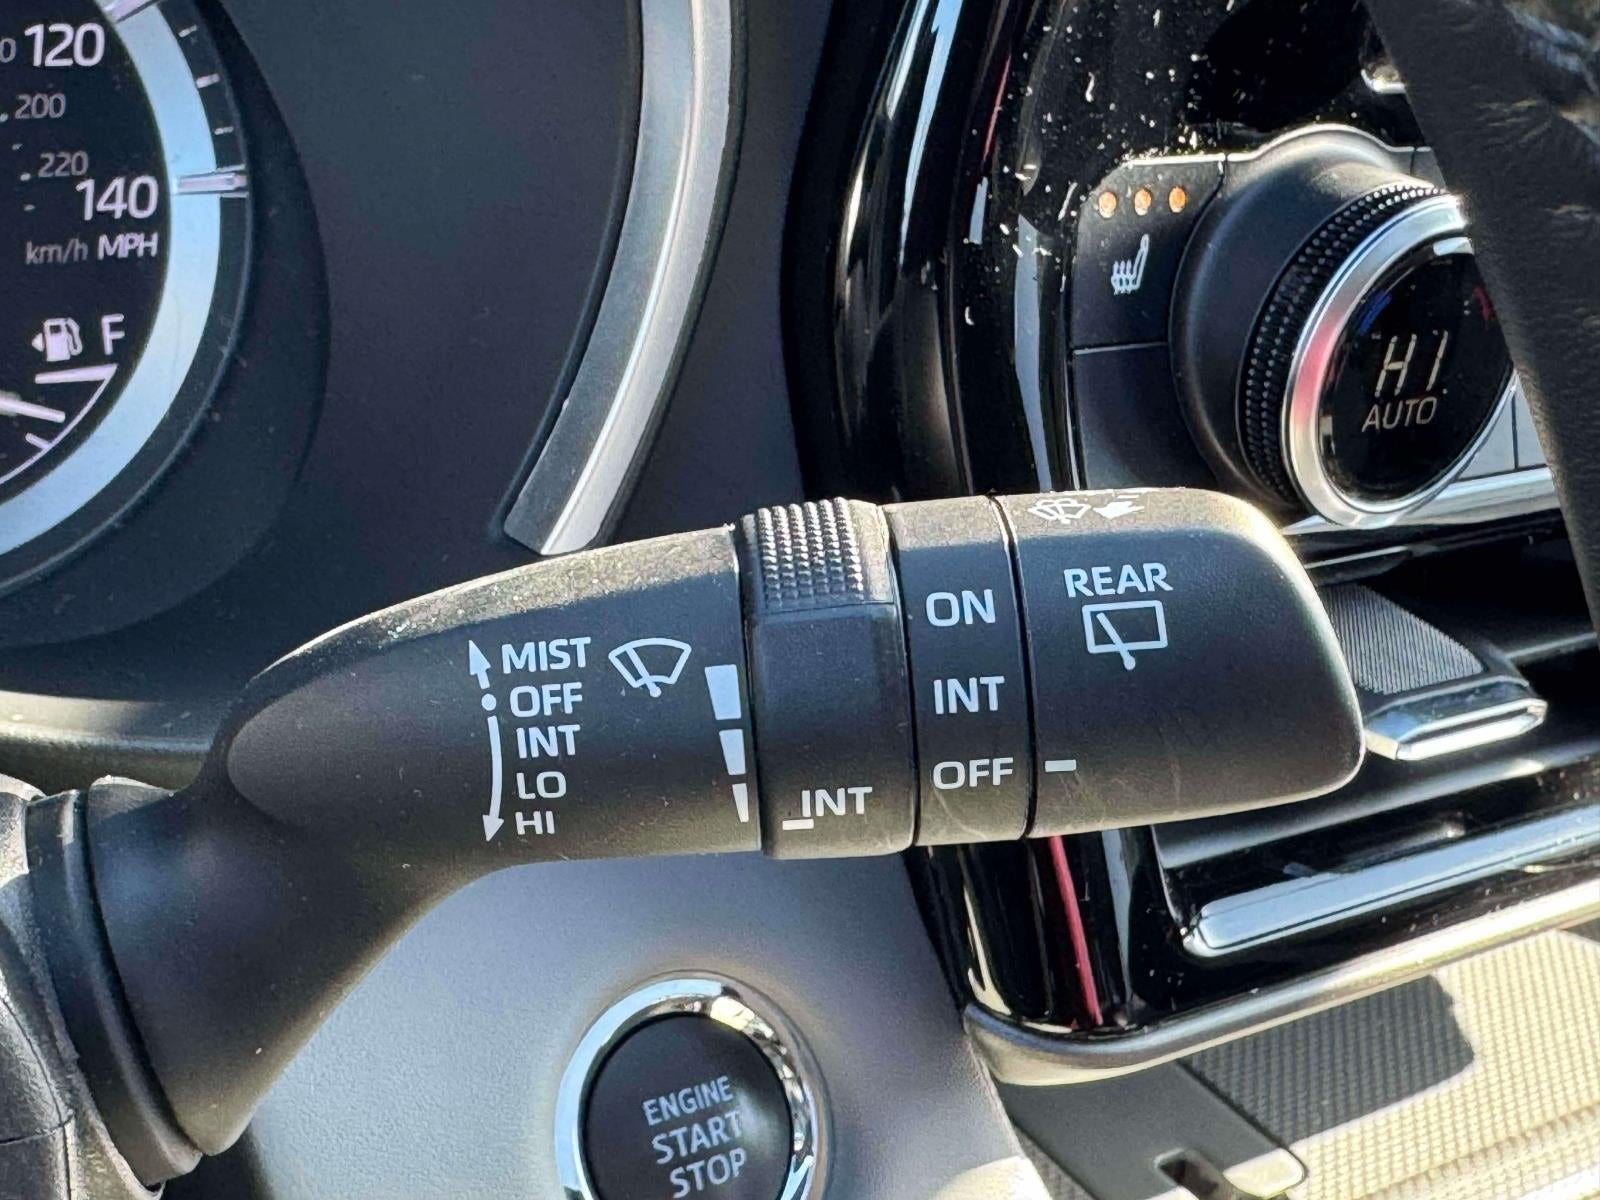 120
200
220
140
km/h MPH
F
HI
AUTO
MIST
OFF
INT
LO
HI
INT
ON
INT
OFF
REAR
ENGINE
START
STOP